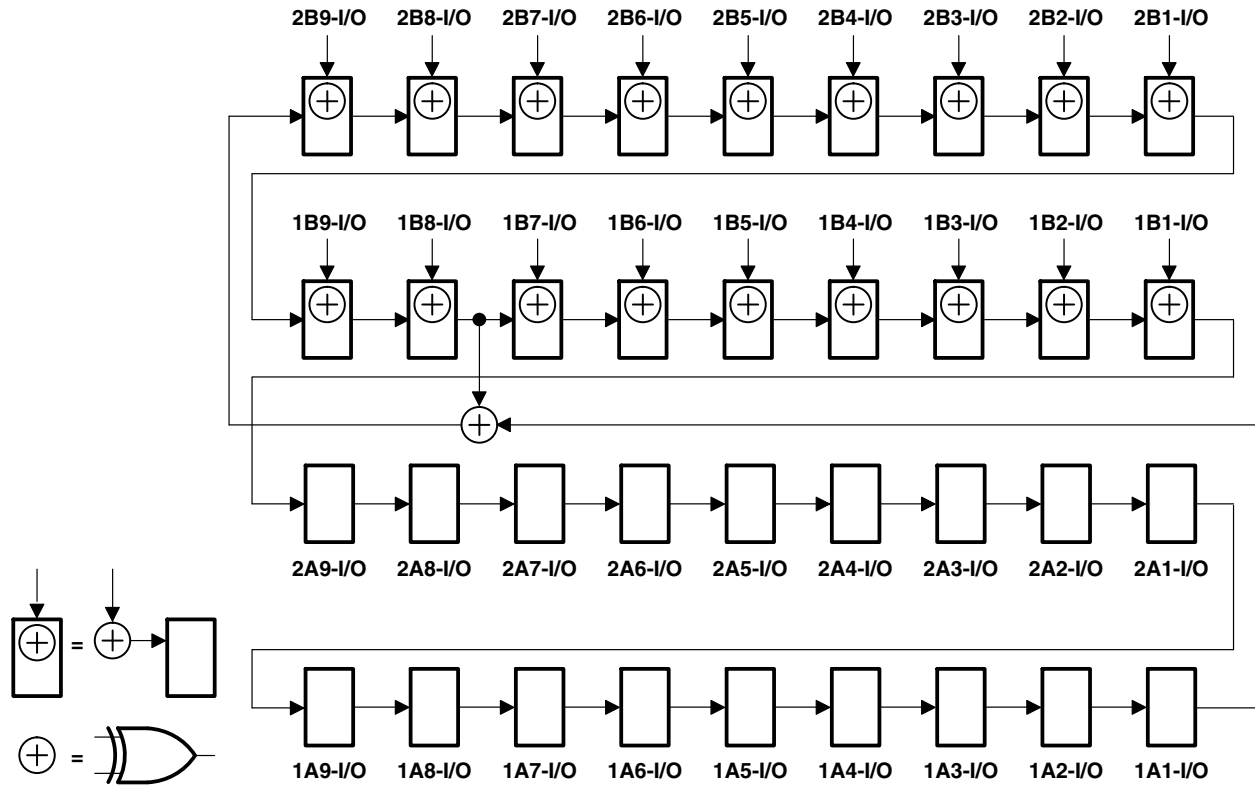 2B9-I/O 2B8-I/O 2B7-I/O 2B6-I/O 2B5-I/O 2B4-I/O 2B3-I/O 2B2-I/O 2B1-I/O
1B9-I/O 1B8-I/O 1B7-I/O 1B6-I/O 1B5-I/O 1B4-I/O 1B3-I/O 1B2-I/O 1B1-I/O
2A9-I/O 2A8-I/O 2A7-I/O 2A6-I/O 2A5-I/O 2A4-I/O 2A3-I/O 2A2-I/O 2A1-I/O
=
=
1A9-I/O 1A8-I/O 1A7-I/O 1A6-I/O 1A5-I/O 1A4-I/O 1A3-I/O 1A2-I/O 1A1-I/O